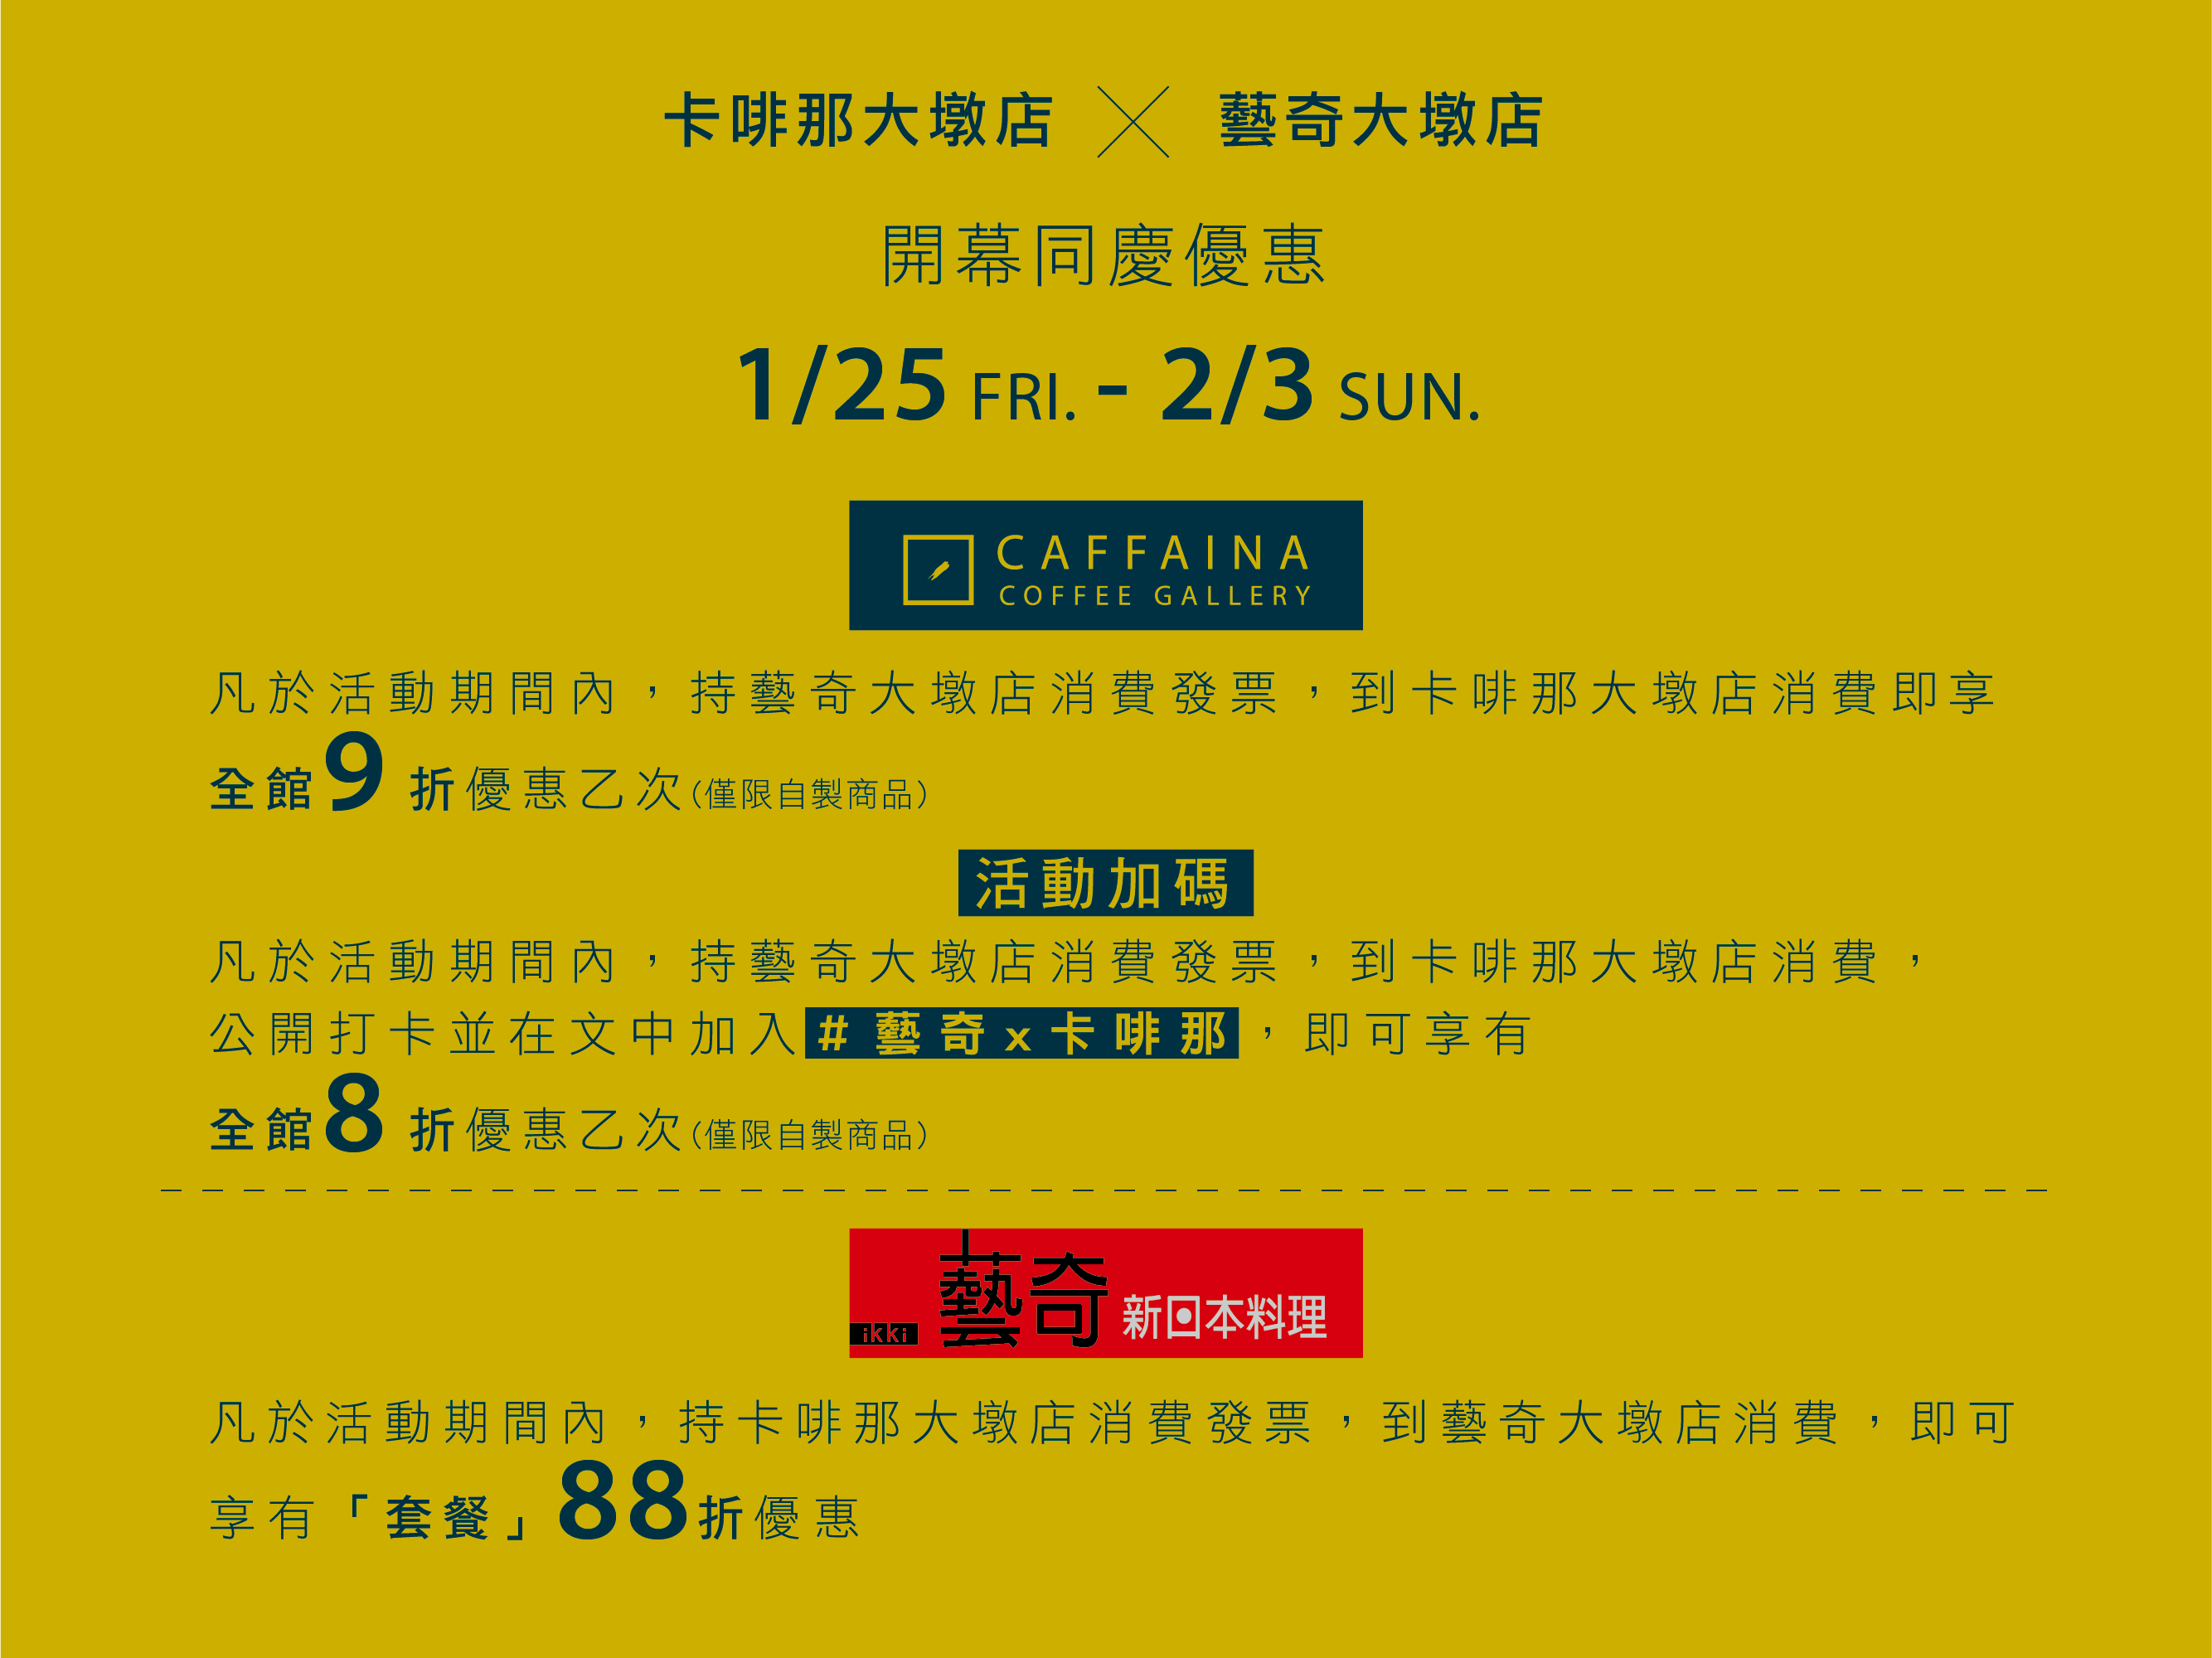 卡啡那大墩店 × 藝奇大墩店
開幕同慶優惠
1/25 FRI. - 2/3 SUN.
CAFFAINA
COFFEE GALLERY
凡於活動期間內，持藝奇大墩店消費發票，到卡啡那大墩店消費即享
全館9折優惠乙次(僅限自製商品)
活動加碼
凡於活動期間內，持藝奇大墩店消費發票，到卡啡那大墩店消費，
公開打卡並在文中加入#藝奇x卡啡那，即可享有
全館8折優惠乙次(僅限自製商品)
ikki 藝奇 新日本料理
凡於活動期間內，持卡啡那大墩店消費發票，到藝奇大墩店消費，即可
享有「套餐」88折優惠